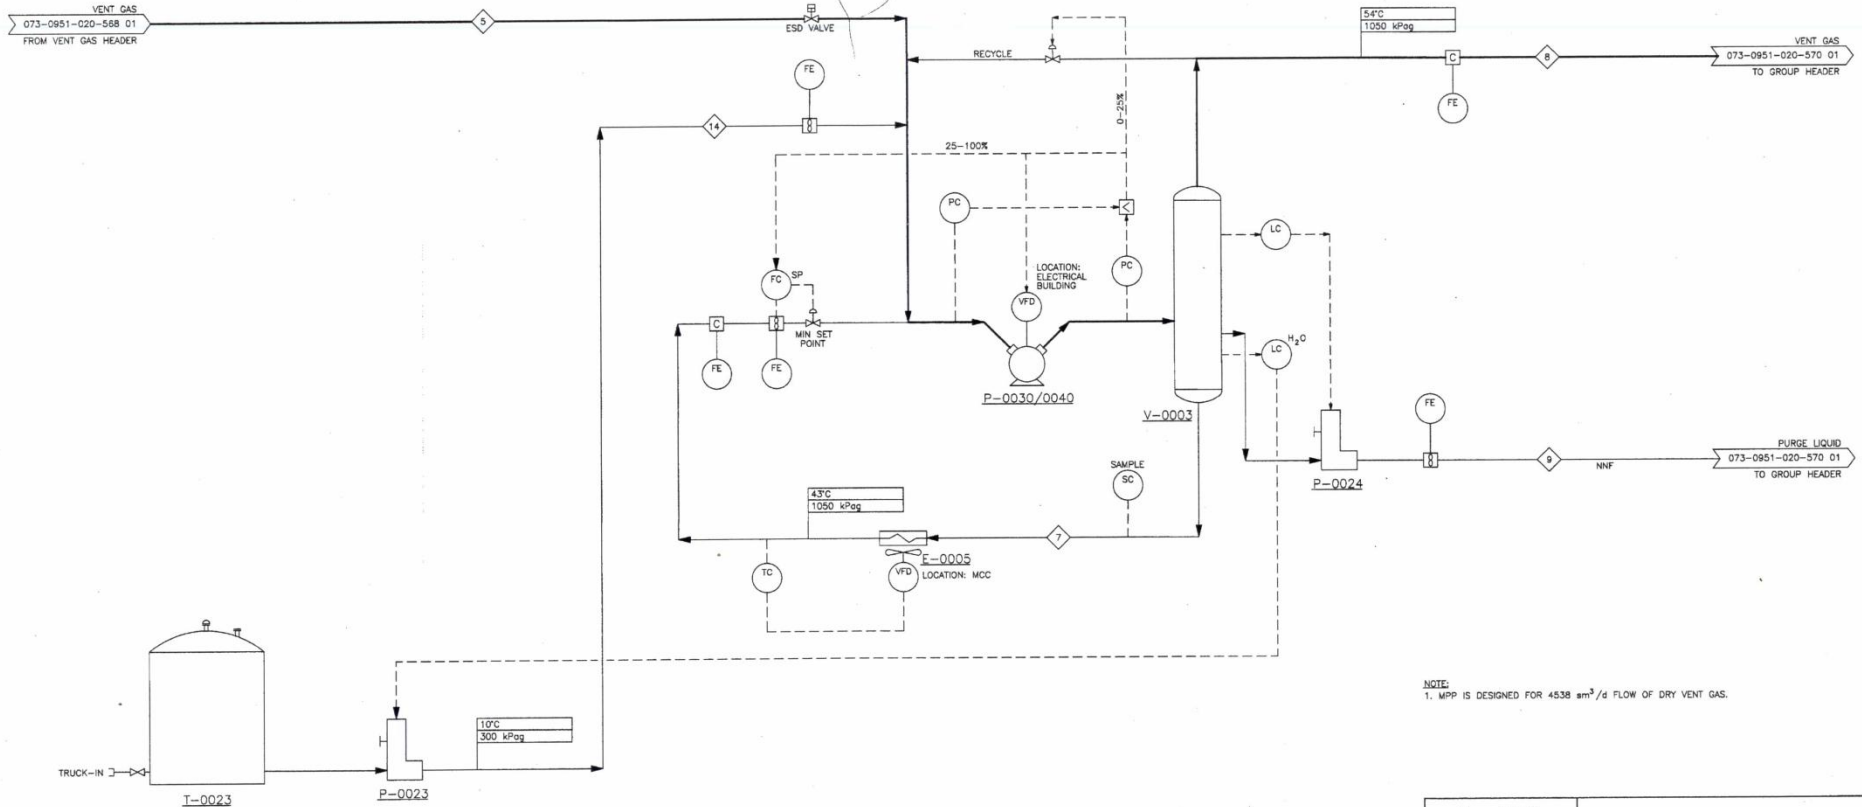 VENT GAS
073-0951-020-568 01
FROM VENT GAS HEADER
5
ESD VALVE
RECYCLE
54°C
1050 kPag
C
FE
8
VENT GAS
073-0951-020-570 01
TO GROUP HEADER
FE
14
0-25%
25-100%
PC
<
LC
FC
SP
LOCATION:
ELECTRICAL
BUILDING
PC
VFD
C
MIN SET
POINT
FE
FE
LC
H2O
P-0030/0040
V-0003
FE
PURGE LIQUID
073-0951-020-570 01
TO GROUP HEADER
9
NNF
P-0024
SAMPLE
SC
43°C
1050 kPag
7
E-0005
TC
VFD
LOCATION: MCC
NOTE:
1. MPP IS DESIGNED FOR 4538 sm³/d FLOW OF DRY VENT GAS.
10°C
300 kPag
TRUCK-IN
T-0023
P-0023